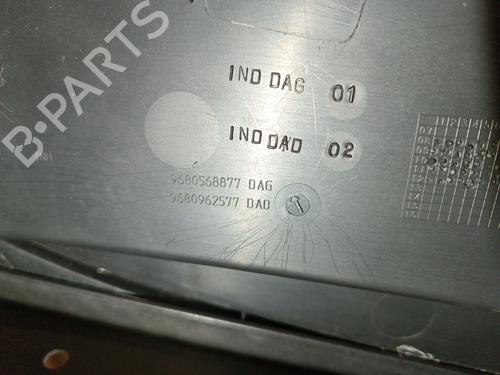 B-PARTS
IND DAG 01
IND DAD 02
9680568877 DAG
9680962577 DAD